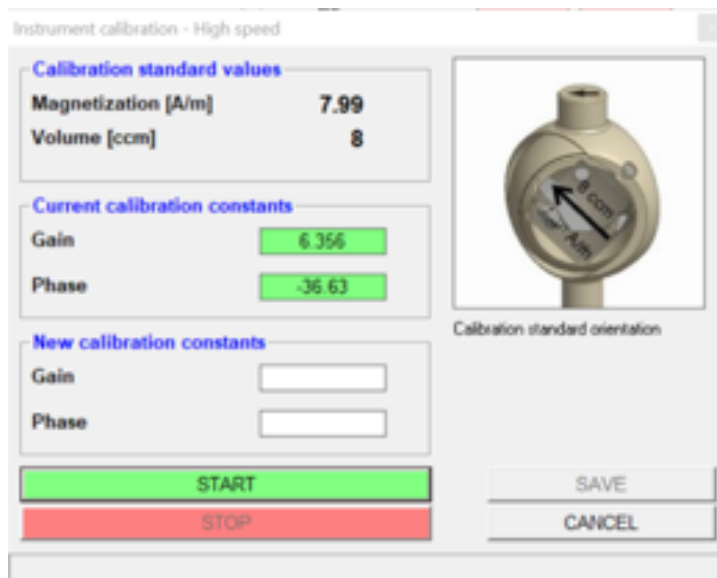 Instrument calibration - High speed
Calibration standard values
Magnetization [A/m] 7.99
Volume [ccm] 8
Current calibration constants
Gain 6.356
Phase -36.63
New calibration constants
Gain
Phase
8 ccm
A/m
Calibration standard orientation
START
SAVE
STOP
CANCEL